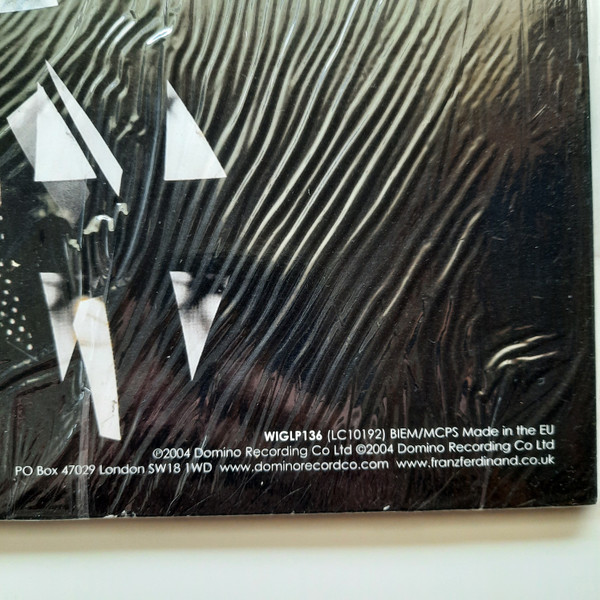 WIGLP136 (LC10192) BIEM/MCPS Made in the EU
℗2004 Domino Recording Co Ltd ©2004 Domino Recording Co Ltd
PO Box 47029 London SW18 1WD www.dominorecordco.com www.franzferdinand.co.uk